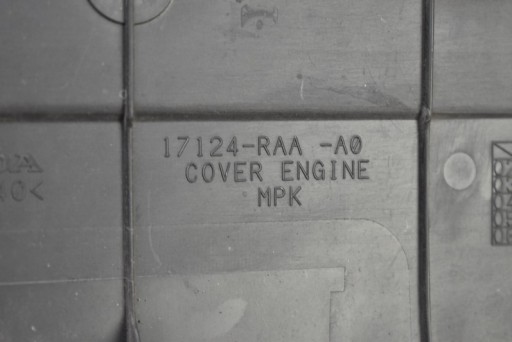 17124-RAA -A0
COVER ENGINE
MPK